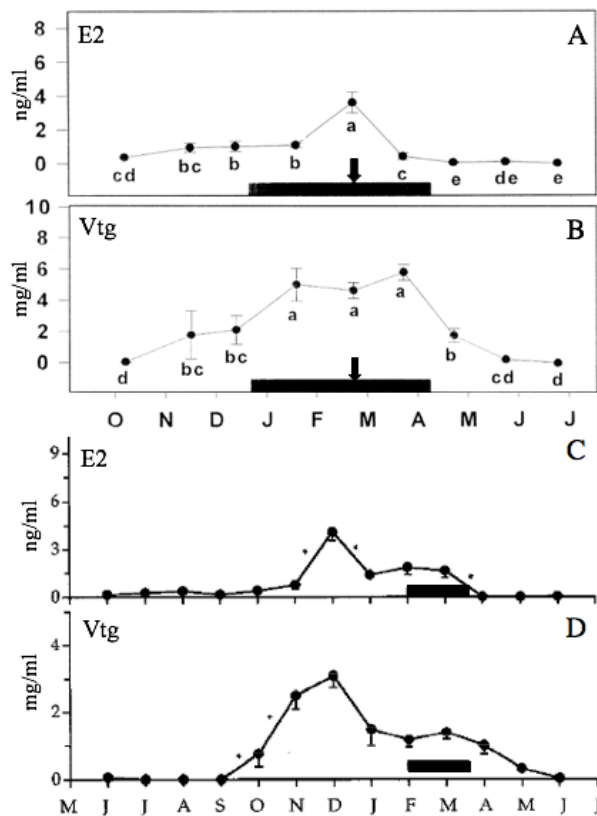 E2
A
ng/ml
8
6
4
2
0
cd
bc
b
b
a
c
e
de
e
Vtg
B
mg/ml
10
8
6
4
2
0
d
bc
bc
a
a
a
b
cd
d
O N D J F M A M J J
E2
C
ng/ml
9
6
3
0
*
*
*
Vtg
D
mg/ml
4
2
0
*
*
M J J A S O N D J F M A M J J